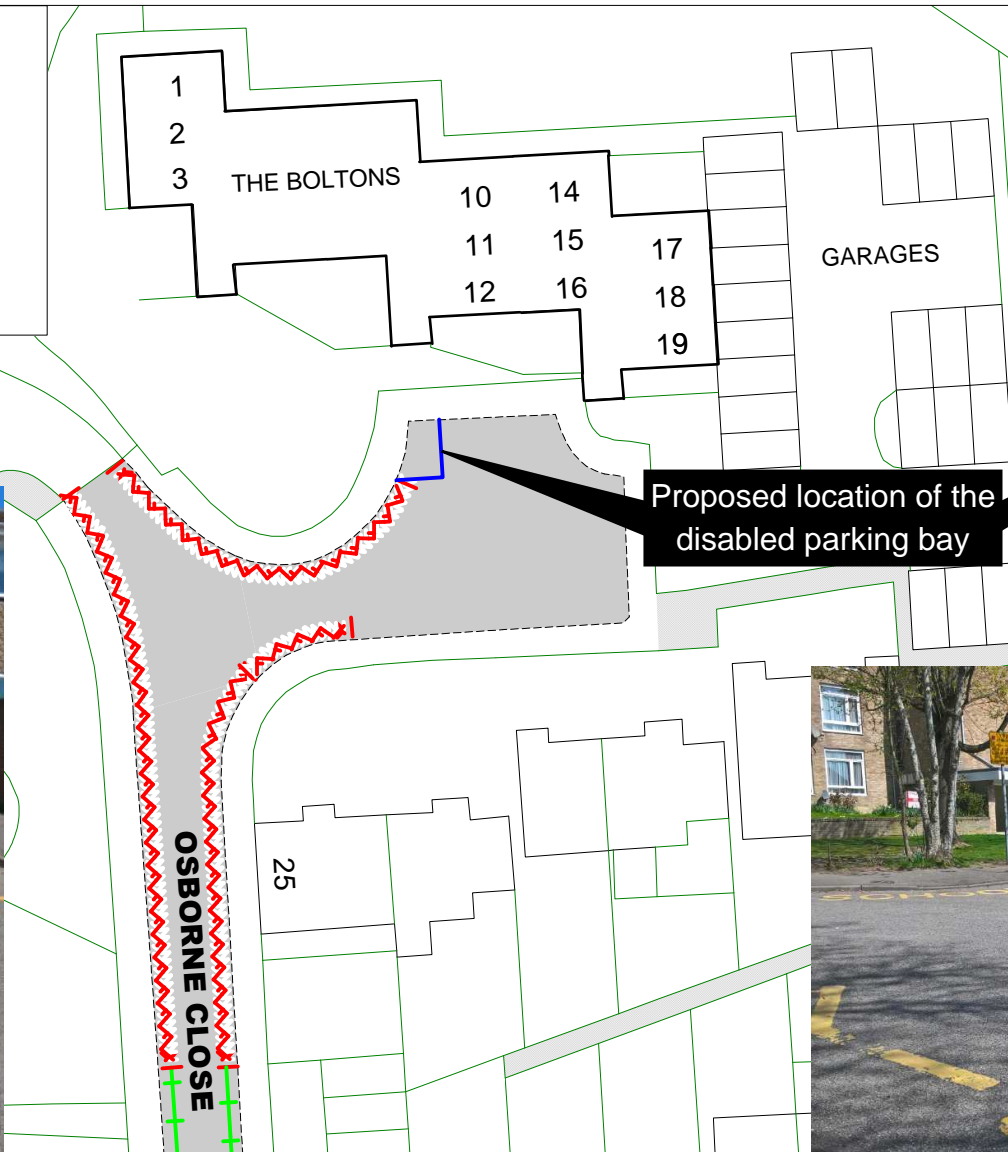 1
2
3
THE BOLTONS
10
11
12
14
15
16
17
18
19
GARAGES
Proposed location of the
disabled parking bay
25
OSBORNE CLOSE